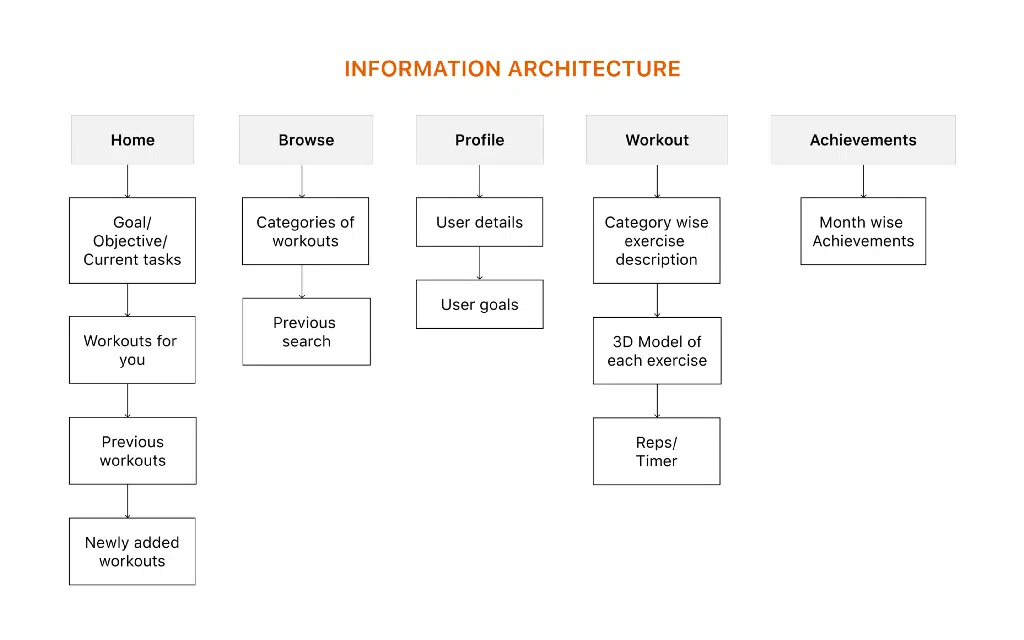 INFORMATION ARCHITECTURE
Home
Goal/
Objective/
Current tasks
Workouts for
you
Previous
workouts
Newly added
workouts
Browse
Categories of
workouts
Previous
search
Profile
User details
User goals
Workout
Category wise
exercise
description
3D Model of
each exercise
Reps/
Timer
Achievements
Month wise
Achievements